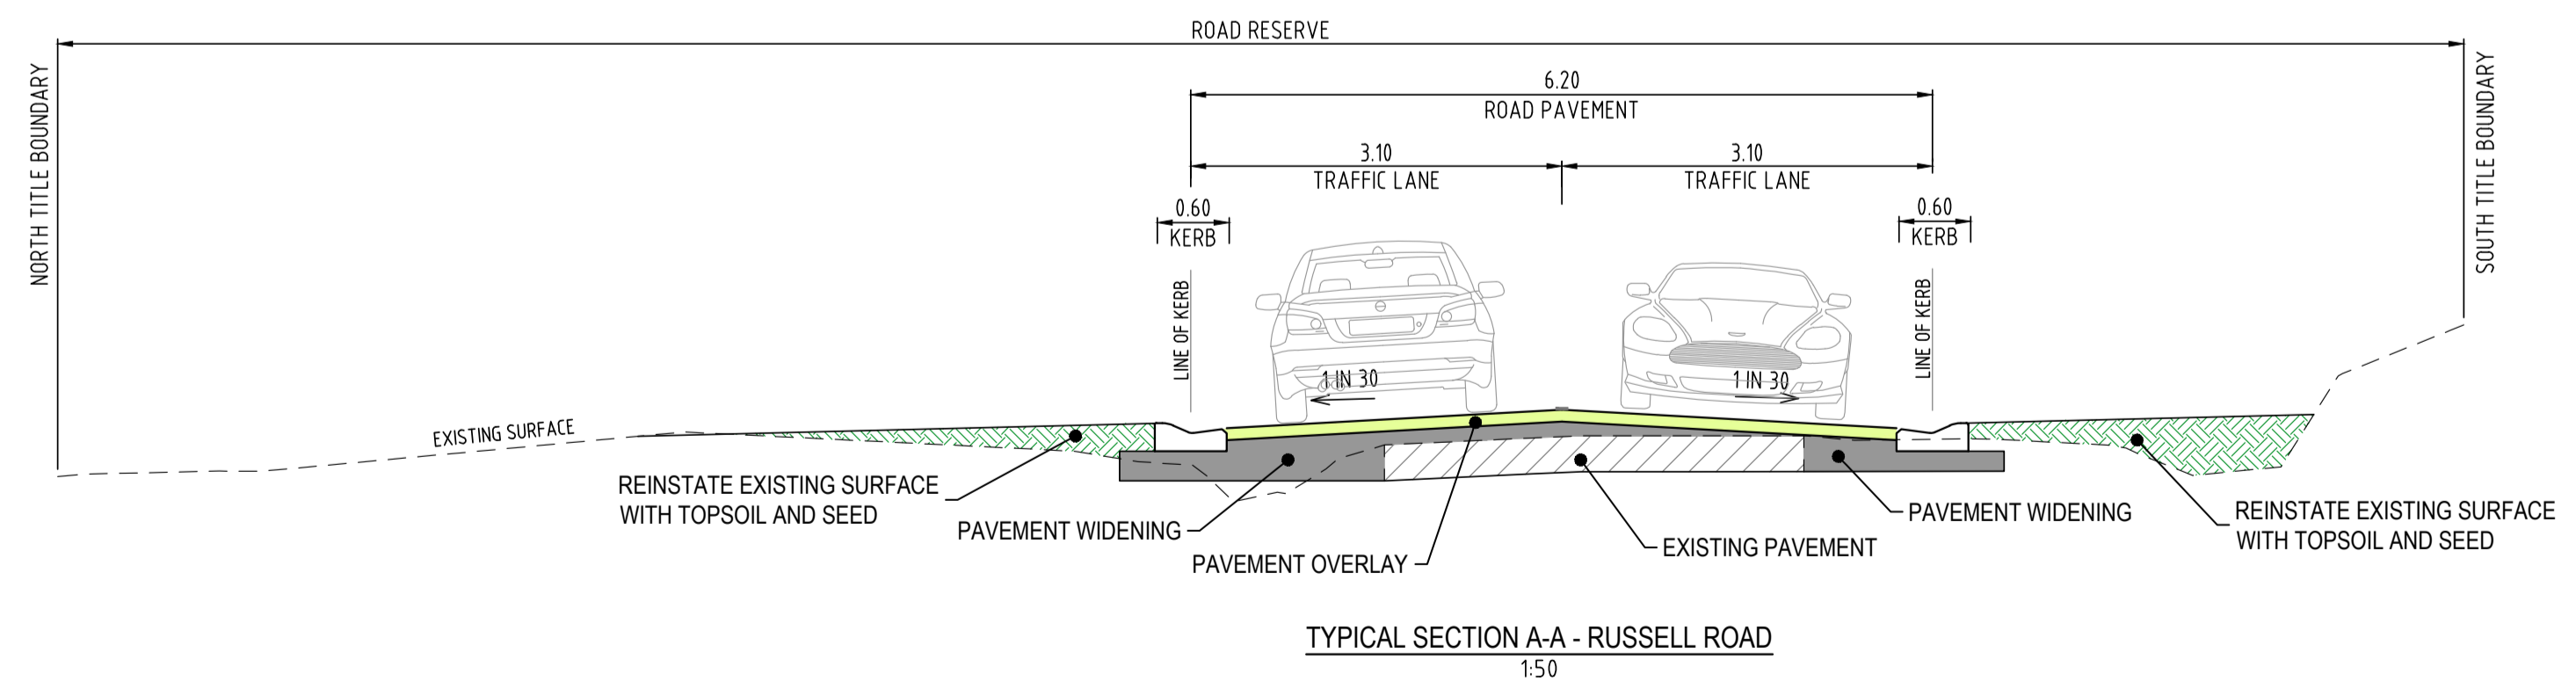 ROAD RESERVE
NORTH TITLE BOUNDARY
SOUTH TITLE BOUNDARY
6.20
ROAD PAVEMENT
3.10
TRAFFIC LANE
3.10
TRAFFIC LANE
0.60
KERB
0.60
KERB
LINE OF KERB
LINE OF KERB
1 IN 30
1 IN 30
EXISTING SURFACE
REINSTATE EXISTING SURFACE
WITH TOPSOIL AND SEED
PAVEMENT WIDENING
PAVEMENT OVERLAY
EXISTING PAVEMENT
PAVEMENT WIDENING
REINSTATE EXISTING SURFACE
WITH TOPSOIL AND SEED
TYPICAL SECTION A-A - RUSSELL ROAD
1:50